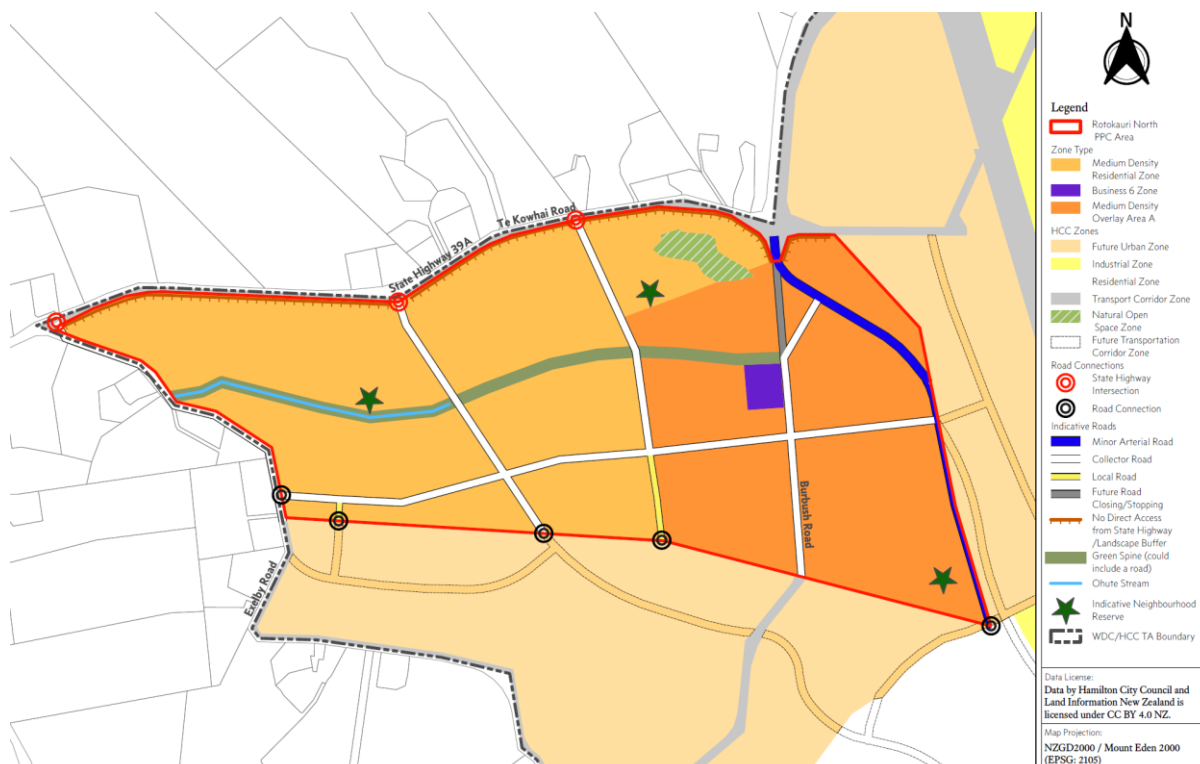 Te Kowhai Road
State Highway 39A
Burbush Road
Exelby Road
N
Legend
Rotokauri North
PPC Area
Zone Type
Medium Density
Residential Zone
Business 6 Zone
Medium Density
Overlay Area A
HCC Zones
Future Urban Zone
Industrial Zone
Residential Zone
Transport Corridor Zone
Natural Open
Space Zone
Future Transportation
Corridor Zone
Road Connections
State Highway
Intersection
Road Connection
Indicative Roads
Minor Arterial Road
Collector Road
Local Road
Future Road
Closing/Stopping
No Direct Access
from State Highway
/Landscape Buffer
Green Spine (could
include a road)
Ohute Stream
Indicative Neighbourhood
Reserve
WDC/HCC TA Boundary
Data License:
Data by Hamilton City Council and
Land Information New Zealand is
licensed under CC BY 4.0 NZ.
Map Projection:
NZGD2000 / Mount Eden 2000
(EPSG: 2105)